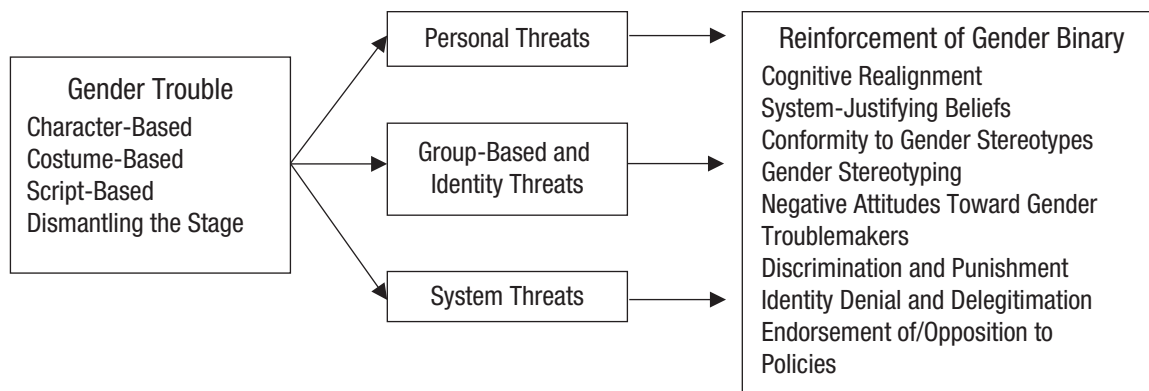 Gender Trouble
Character-Based
Costume-Based
Script-Based
Dismantling the Stage
Personal Threats
Group-Based and
Identity Threats
System Threats
Reinforcement of Gender Binary
Cognitive Realignment
System-Justifying Beliefs
Conformity to Gender Stereotypes
Gender Stereotyping
Negative Attitudes Toward Gender
Troublemakers
Discrimination and Punishment
Identity Denial and Delegitimation
Endorsement of/Opposition to
Policies